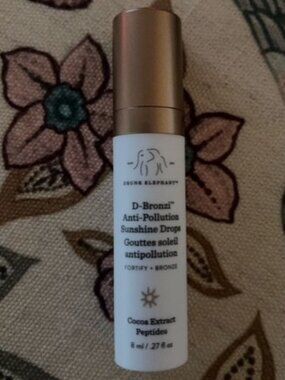 DRUNK ELEPHANT™
D-Bronzi™
Anti-Pollution
Sunshine Drops
Gouttes soleil
antipollution
FORTIFY + BRONZE
Cocoa Extract
Peptides
8 ml / .27 fl oz